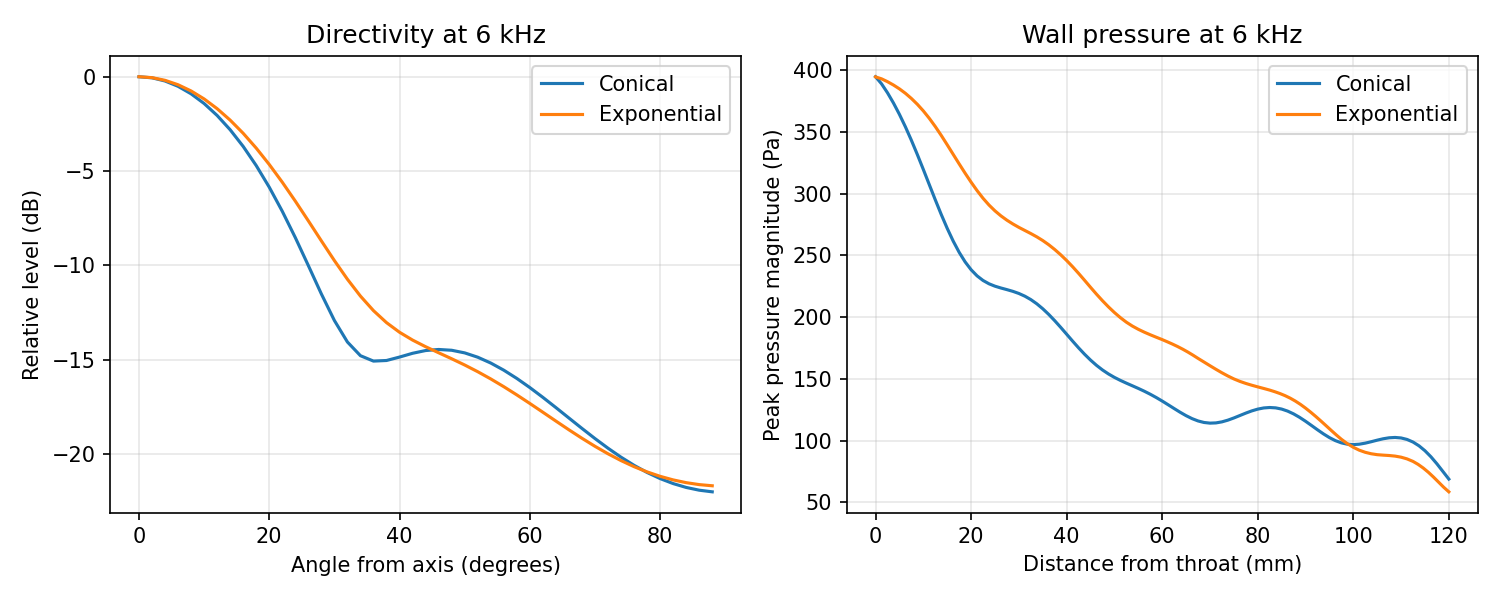 Directivity at 6 kHz
Relative level (dB)
0
−5
−10
−15
−20
Conical
Exponential
0 20 40 60 80
Angle from axis (degrees)
Wall pressure at 6 kHz
Peak pressure magnitude (Pa)
400
350
300
250
200
150
100
50
Conical
Exponential
0 20 40 60 80 100 120
Distance from throat (mm)